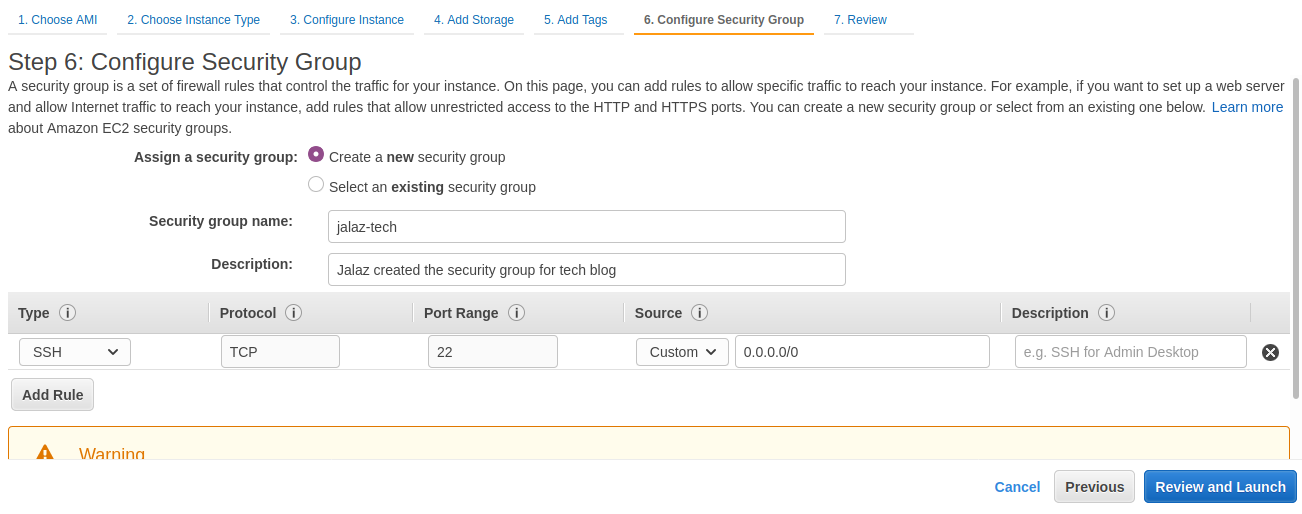 1. Choose AMI 2. Choose Instance Type 3. Configure Instance 4. Add Storage 5. Add Tags 6. Configure Security Group 7. Review
Step 6: Configure Security Group
A security group is a set of firewall rules that control the traffic for your instance. On this page, you can add rules to allow specific traffic to reach your instance. For example, if you want to set up a web server
and allow Internet traffic to reach your instance, add rules that allow unrestricted access to the HTTP and HTTPS ports. You can create a new security group or select from an existing one below. Learn more
about Amazon EC2 security groups.
Assign a security group: Create a new security group
Select an existing security group
Security group name: jalaz-tech
Description: Jalaz created the security group for tech blog
Type i Protocol i Port Range i Source i Description i
SSH TCP 22 Custom 0.0.0.0/0 e.g. SSH for Admin Desktop
Add Rule
Warning
Cancel Previous Review and Launch